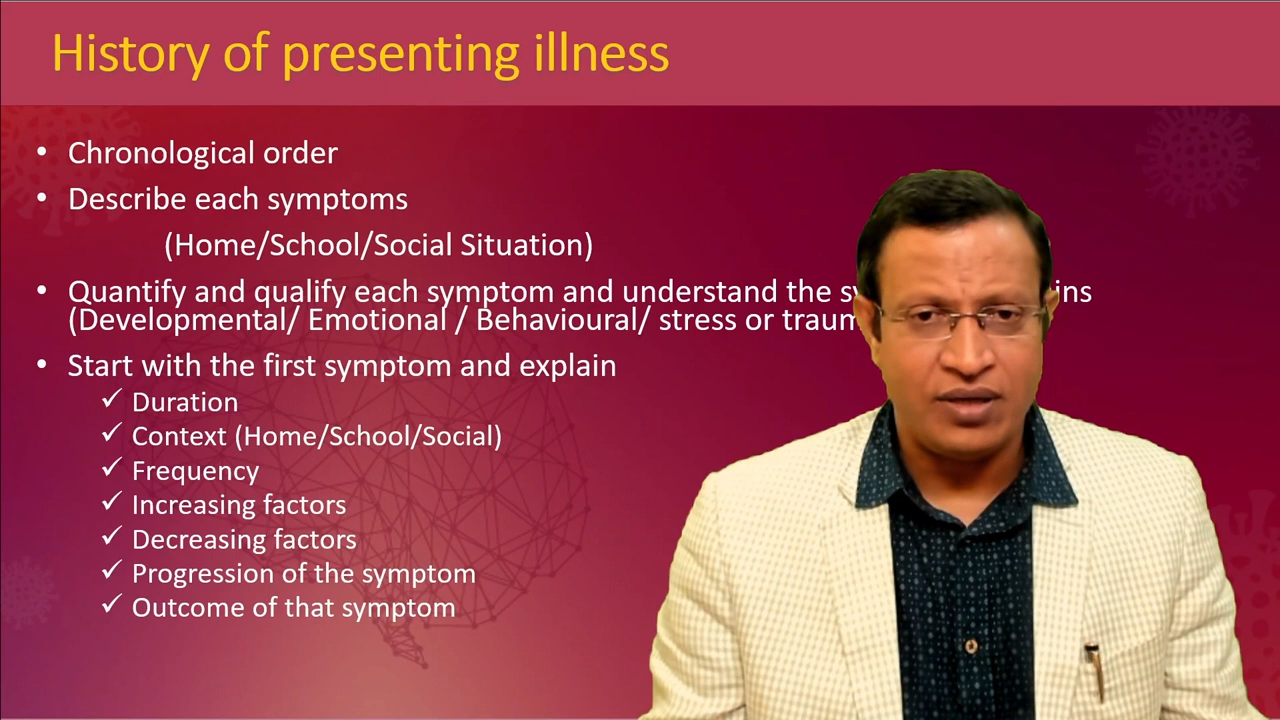 History of presenting illness
• Chronological order
• Describe each symptoms
(Home/School/Social Situation)
• Quantify and qualify each symptom and understand the
(Developmental/ Emotional / Behavioural/ stress or
• Start with the first symptom and explain
✓ Duration
✓ Context (Home/School/Social)
✓ Frequency
✓ Increasing factors
✓ Decreasing factors
✓ Progression of the symptom
✓ Outcome of that symptom